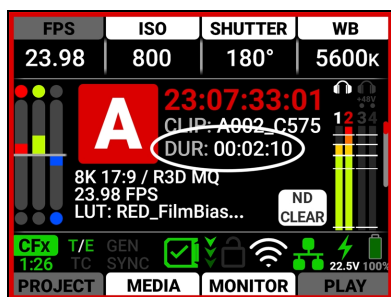 FPS ISO SHUTTER WB
23.98 800 180° 5600K
A 23:07:33:01
+48V
CLIP: A002_C575
1 2 3 4
DUR: 00:02:10
8K 17:9 / R3D MQ
23.98 FPS
LUT: RED_FilmBias...
ND
CLEAR
CFx T/E GEN
1:26 TC SYNC
22.5V 100%
PROJECT MEDIA MONITOR PLAY